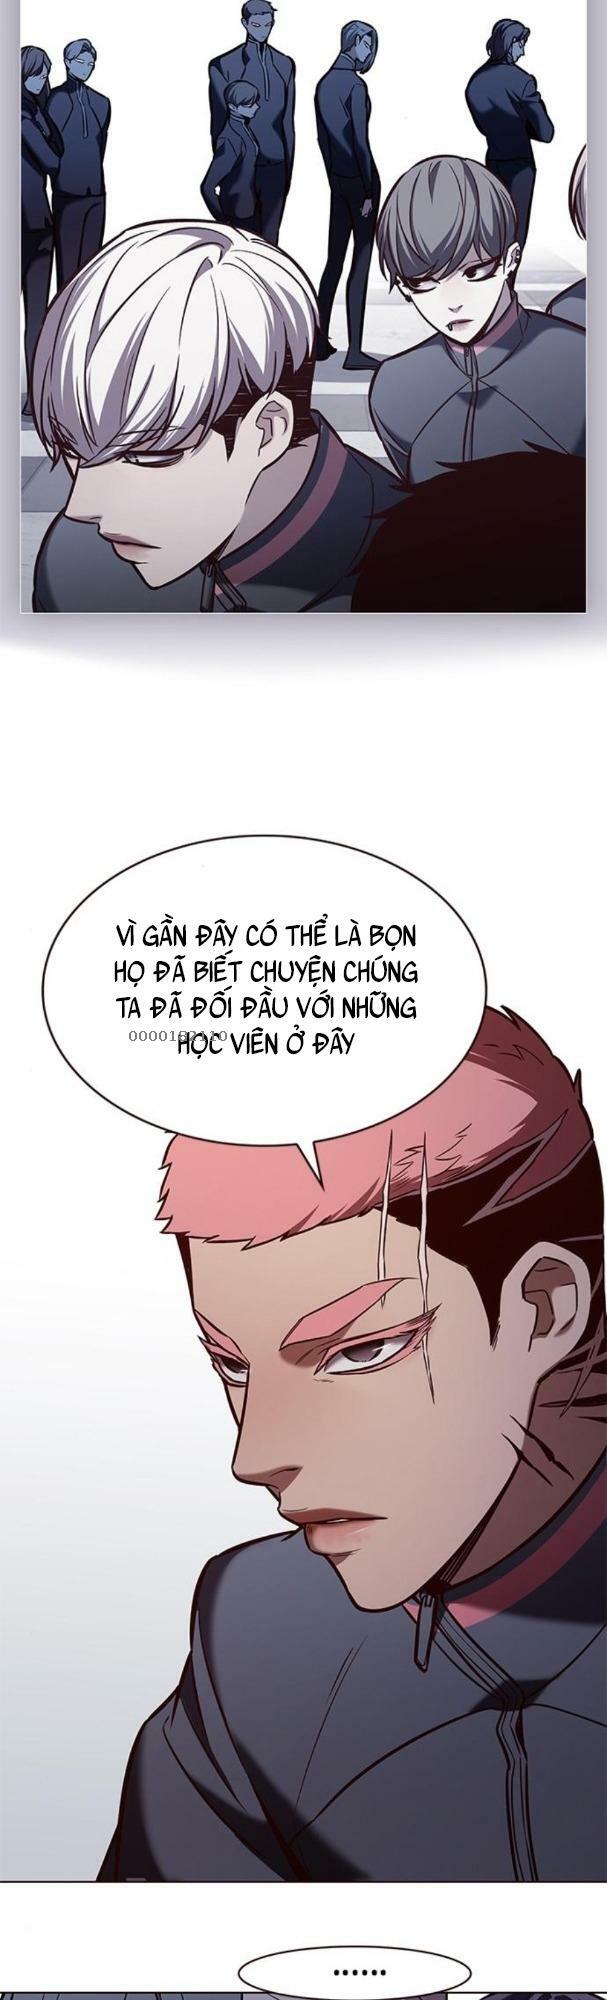 VÌ GẦN ĐÂY CÓ THỂ LÀ BỌN
HỌ ĐÃ BIẾT CHUYỆN CHÚNG
TA ĐÃ ĐỐI ĐẦU VỚI NHỮNG
0000182110
HỌC VIÊN Ở ĐÂY
......